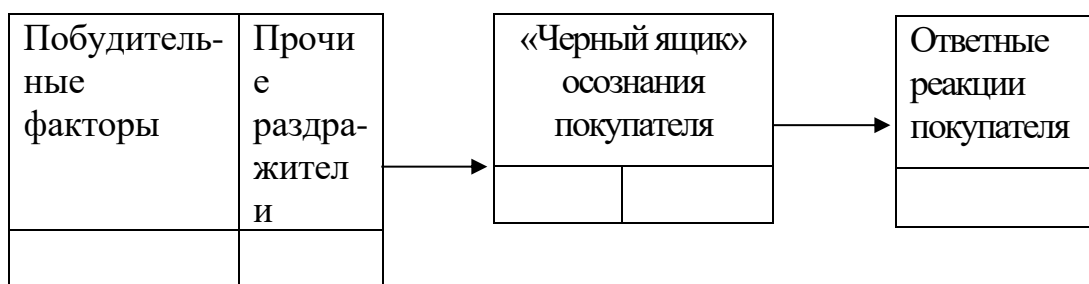 Побудитель-
ные
факторы
Прочи
е
раздра-
жител
и
«Черный ящик»
осознания
покупателя
Ответные
реакции
покупателя